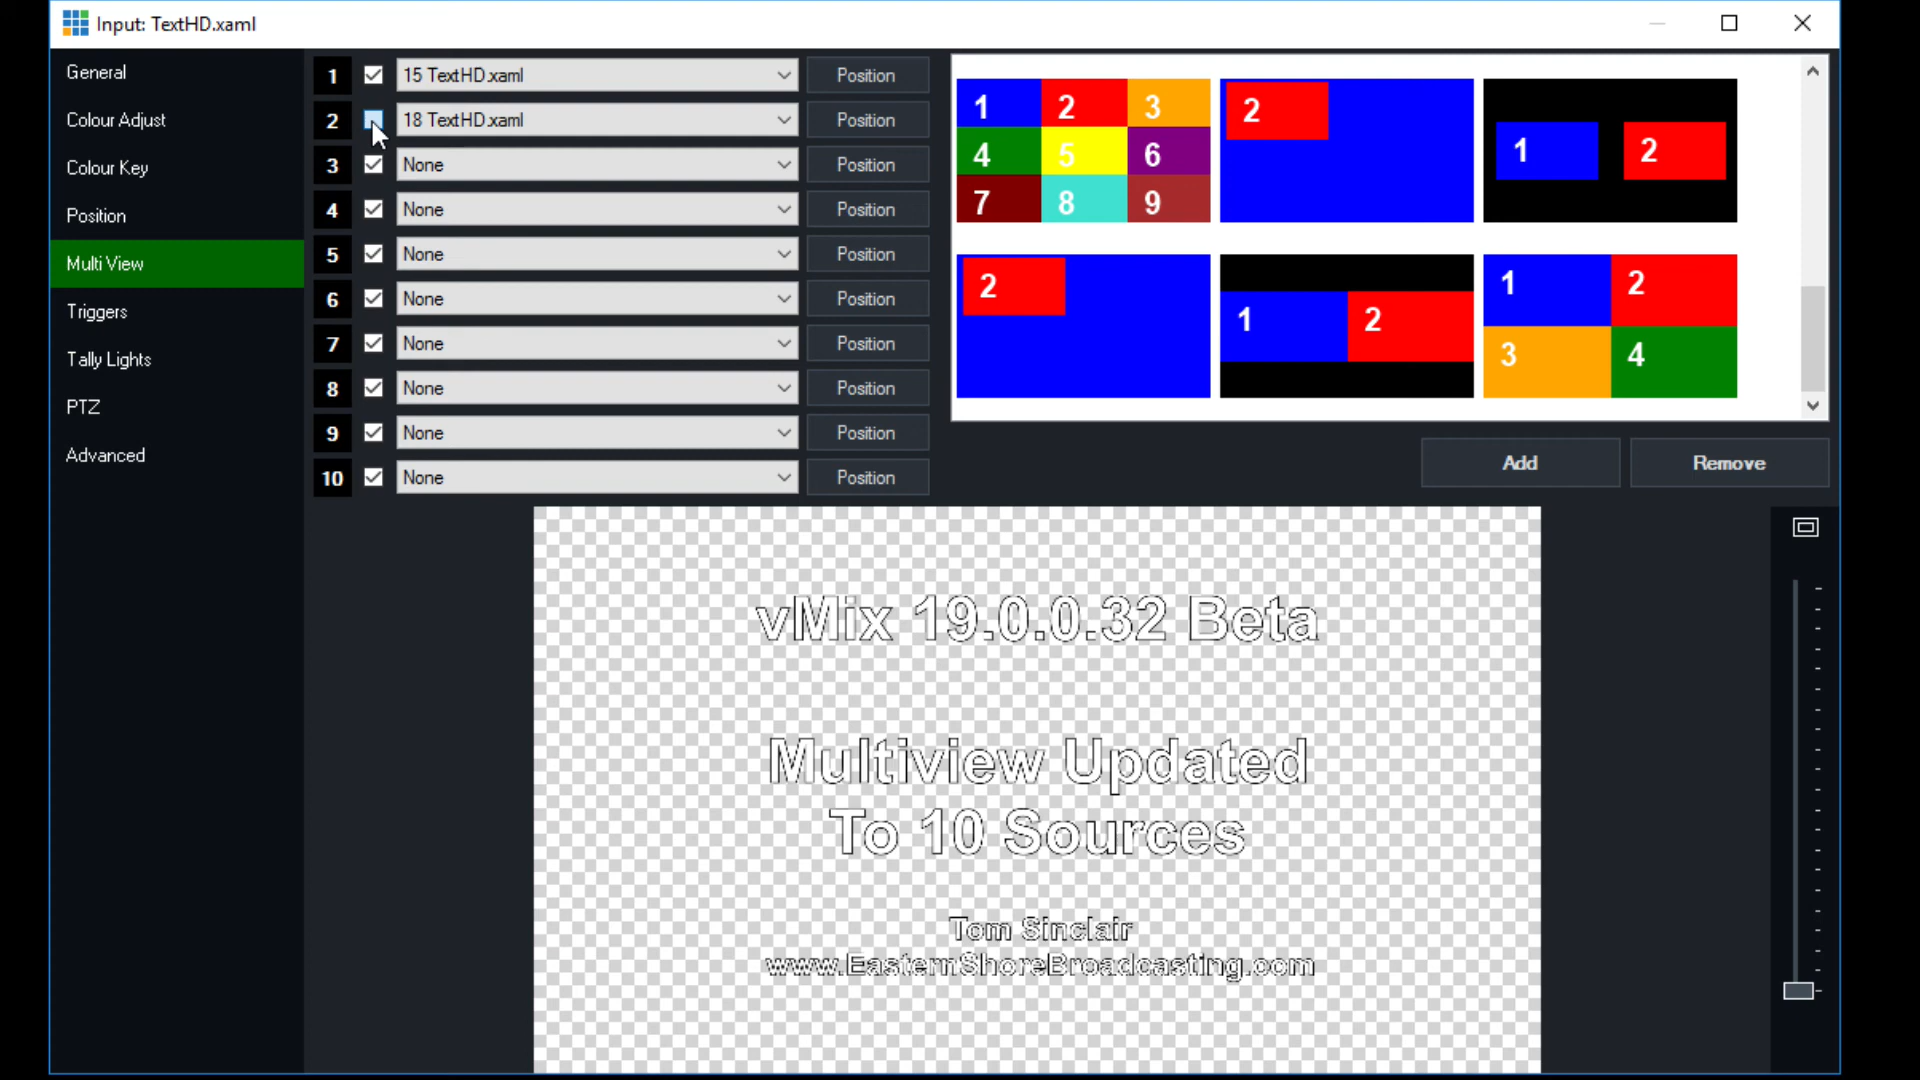 Input: TextHD.xaml
General
Colour Adjust
Colour Key
Position
Multi View
Triggers
Tally Lights
PTZ
Advanced
1 15 TextHD.xaml Position
2 18 TextHD.xaml Position
3 None Position
4 None Position
5 None Position
6 None Position
7 None Position
8 None Position
9 None Position
10 None Position
1 2 3
4 5 6
7 8 9
2
1 2
2
1 2
1 2
3 4
Add Remove
vMix 19.0.0.32 Beta
Multiview Updated
To 10 Sources
Tom Sinclair
www.EasternShoreBroadcasting.com